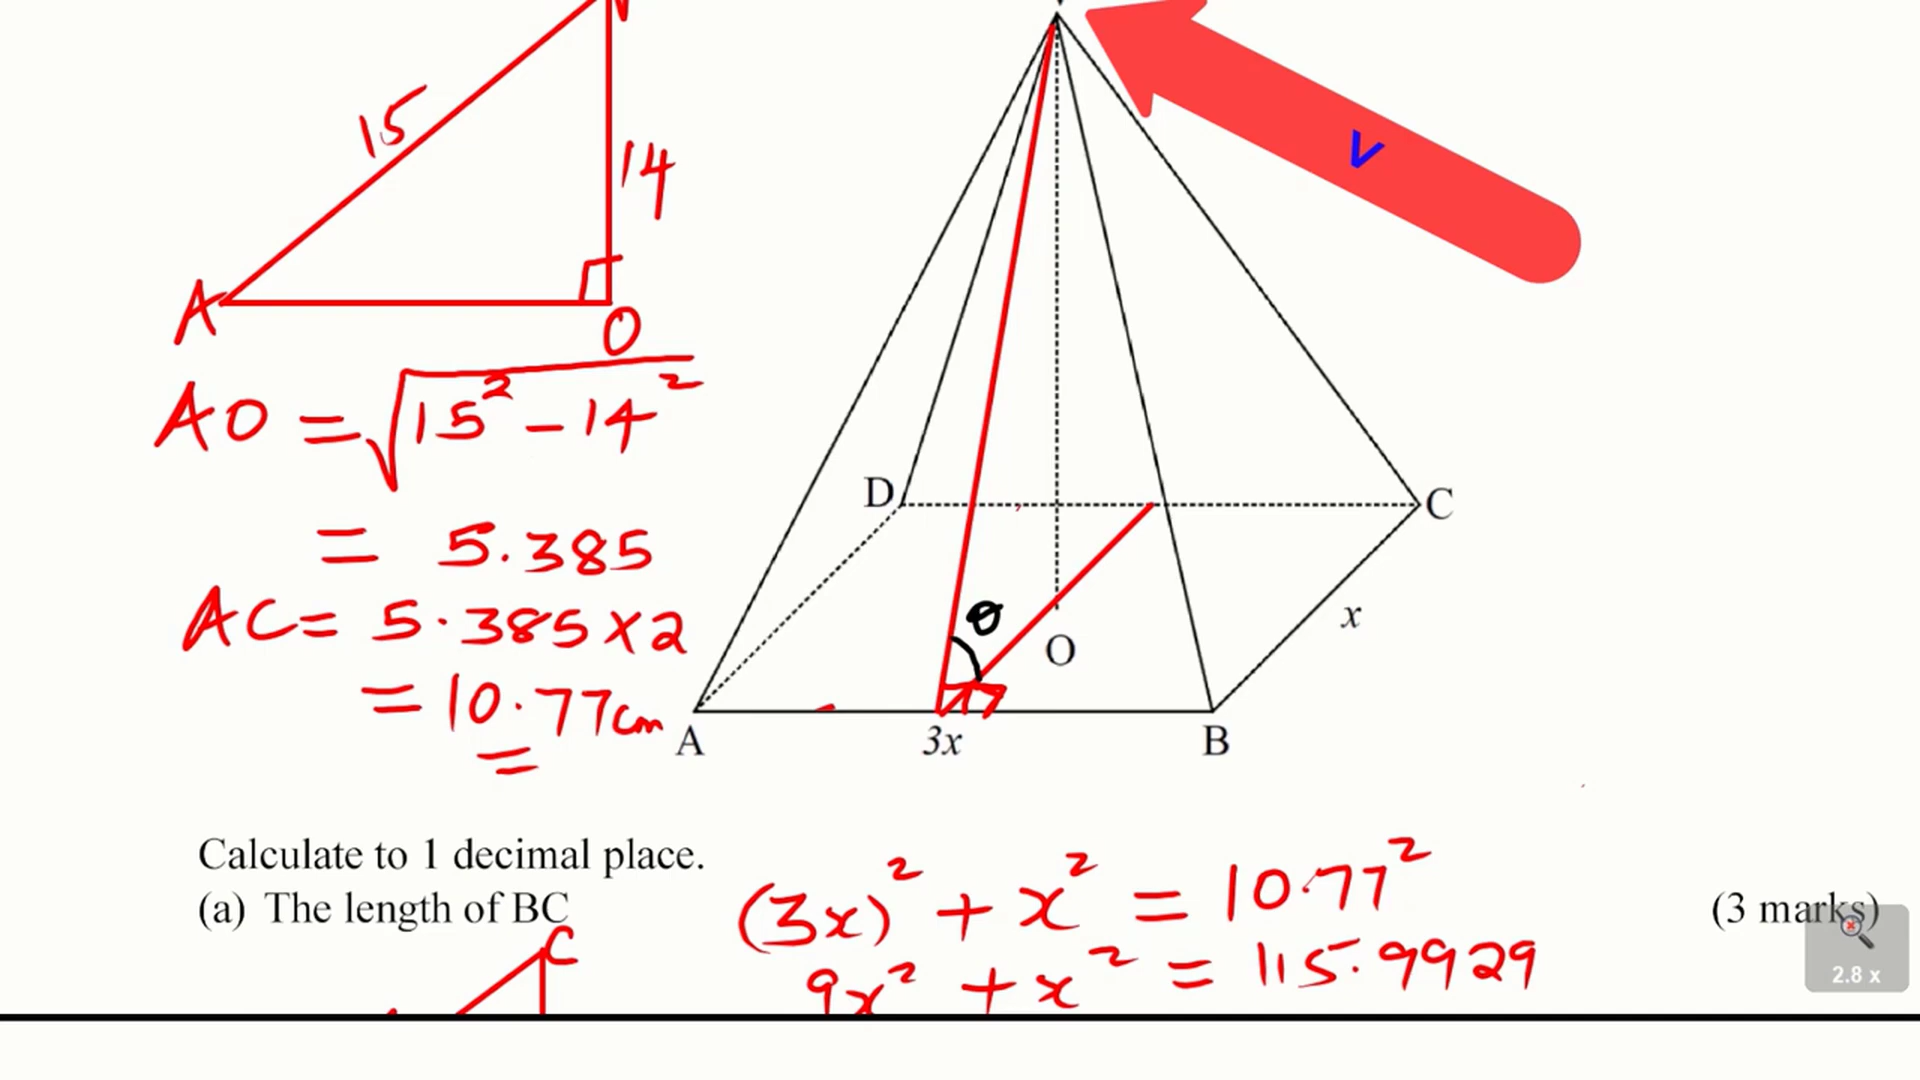 15
14
A
O
AO = √15² - 14²
= 5.385
AC = 5.385 x 2
= 10.77cm
V
D
C
θ
O
x
A
3x
B
Calculate to 1 decimal place.
(a) The length of BC
(3 marks)
(3x)² + x² = 10.77²
9x² + x² = 115.9929
C
2.8 x